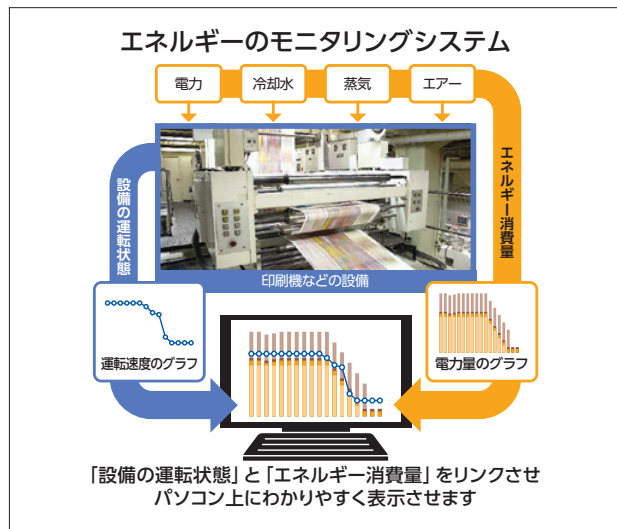 エネルギーのモニタリングシステム
電力
冷却水
蒸気
エアー
設備の運転状態
エネルギー消費量
印刷機などの設備
運転速度のグラフ
電力量のグラフ
「設備の運転状態」と「エネルギー消費量」をリンクさせ
パソコン上にわかりやすく表示させます